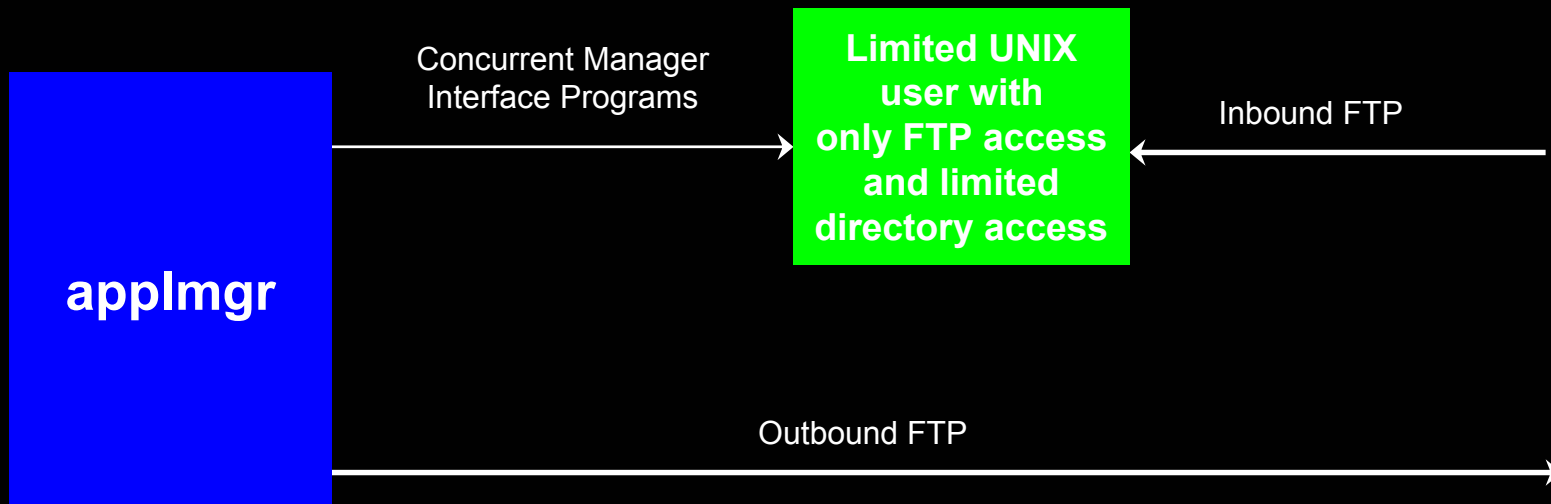 Concurrent Manager
Interface Programs
Limited UNIX
user with
only FTP access
and limited
directory access
Inbound FTP
applmgr
Outbound FTP